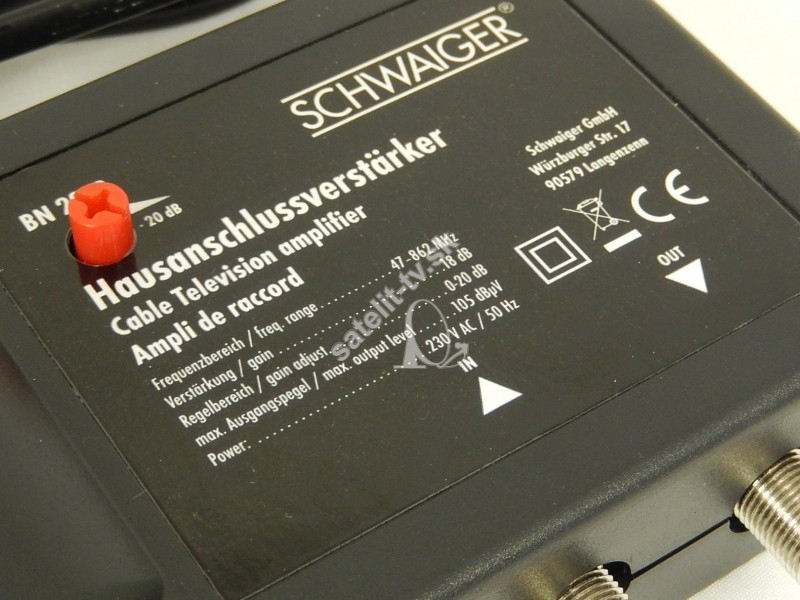 SCHWAIGER®
Schwaiger GmbH
Würzburger Str. 17
90579 Langenzenn
BN
- 20 dB
Hausanschlussverstärker
Cable Television amplifier
Ampli de raccord
Frequenzbereich / freq. range .......... 47-862 MHz
Verstärkung / gain .......... 18 dB
Regelbereich / gain adjust .......... 0-20 dB
max. Ausgangspegel / max. output level .... 105 dBµV
Power: .......... 230 V AC / 50 Hz
IN
OUT
CE
satelit-tv.sk